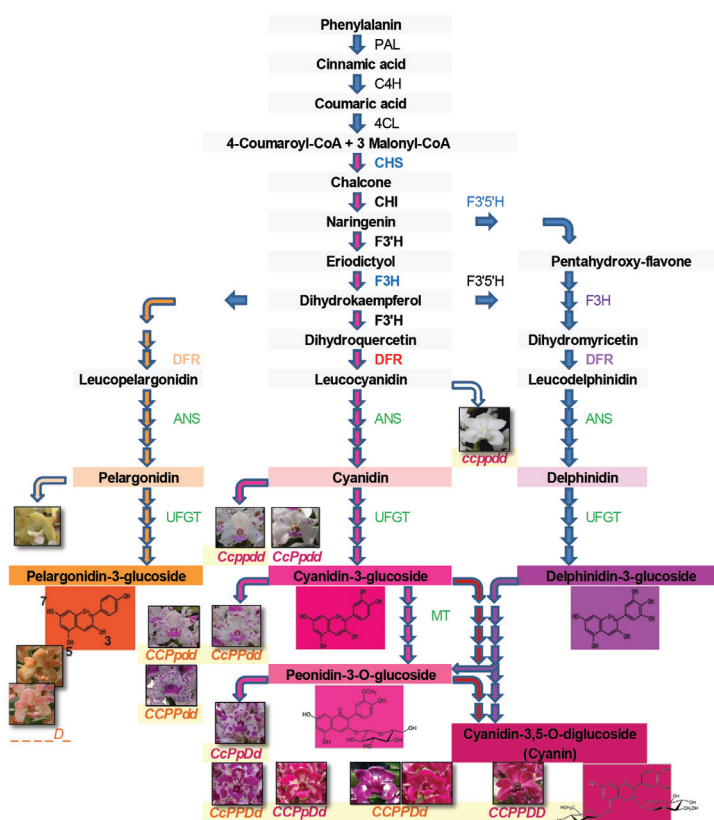 Phenylalanin
PAL
Cinnamic acid
C4H
Coumaric acid
4CL
4-Coumaroyl-CoA + 3 Malonyl-CoA
CHS
Chalcone
CHI F3'5'H
Naringenin
F3'H
Eriodictyol Pentahydroxy-flavone
F3H F3'5'H F3H
Dihydrokaempferol
F3'H
Dihydroquercetin Dihydromyricetin
DFR DFR DFR
Leucopelargonidin Leucocyanidin Leucodelphinidin
ANS ANS ANS
ccppdd
Pelargonidin Cyanidin Delphinidin
UFGT UFGT UFGT
Ccppdd CcPpdd
Pelargonidin-3-glucoside Cyanidin-3-glucoside Delphinidin-3-glucoside
7
MT
3
5
CCPpdd CcPPdd
Peonidin-3-O-glucoside
CCPPdd
Cyanidin-3,5-O-diglucoside
(Cyanin)
_ _ _ _D_
CcPpDd
CcPPDd CCPpDd CCPPDd CCPPDD